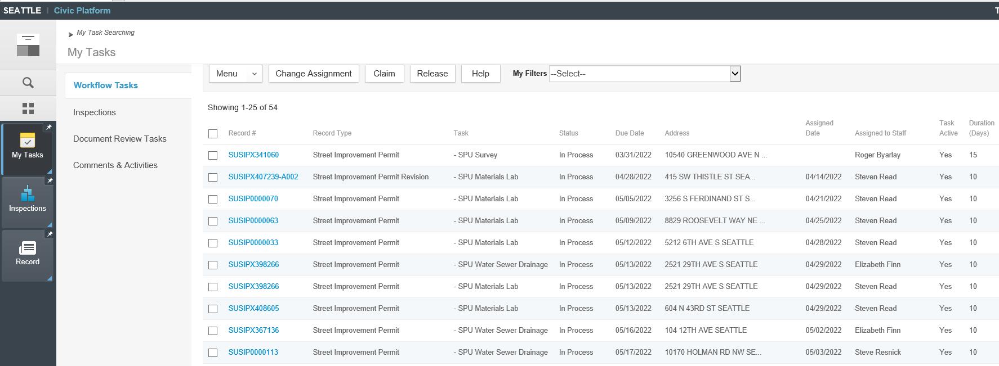 SEATTLE | Civic Platform T
My Task Searching
My Tasks
Workflow Tasks
Inspections
Document Review Tasks
Comments & Activities
My Tasks
Inspections
Record
Menu Change Assignment Claim Release Help My Filters --Select--
Showing 1-25 of 54
Record # Record Type Task Status Due Date Address Assigned Date Assigned to Staff Task Active Duration (Days)
SUSIPX341060 Street Improvement Permit - SPU Survey In Process 03/31/2022 10540 GREENWOOD AVE N ... Roger Byarlay Yes 15
SUSIPX407239-A002 Street Improvement Permit Revision - SPU Materials Lab In Process 04/28/2022 415 SW THISTLE ST SEA... 04/14/2022 Steven Read Yes 10
SUSIP0000070 Street Improvement Permit - SPU Materials Lab In Process 05/05/2022 3256 S FERDINAND ST S... 04/21/2022 Steven Read Yes 10
SUSIP0000063 Street Improvement Permit - SPU Materials Lab In Process 05/09/2022 8829 ROOSEVELT WAY NE ... 04/25/2022 Steven Read Yes 10
SUSIP0000033 Street Improvement Permit - SPU Materials Lab In Process 05/12/2022 5212 6TH AVE S SEATTLE 04/28/2022 Steven Read Yes 10
SUSIPX398266 Street Improvement Permit - SPU Water Sewer Drainage In Process 05/13/2022 2521 29TH AVE S SEATTLE 04/29/2022 Elizabeth Finn Yes 10
SUSIPX398266 Street Improvement Permit - SPU Materials Lab In Process 05/13/2022 2521 29TH AVE S SEATTLE 04/29/2022 Steven Read Yes 10
SUSIPX408605 Street Improvement Permit - SPU Materials Lab In Process 05/13/2022 604 N 43RD ST SEATTLE 04/29/2022 Steven Read Yes 10
SUSIPX367136 Street Improvement Permit - SPU Water Sewer Drainage In Process 05/16/2022 104 12TH AVE SEATTLE 05/02/2022 Elizabeth Finn Yes 10
SUSIP0000113 Street Improvement Permit - SPU Water Sewer Drainage In Process 05/17/2022 10170 HOLMAN RD NW SE... 05/03/2022 Steve Resnick Yes 10